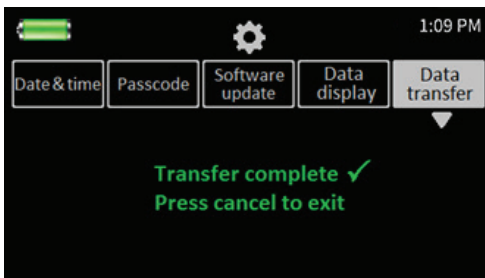 1:09 PM
Date & time
Passcode
Software
update
Data
display
Data
transfer
Transfer complete ✓
Press cancel to exit